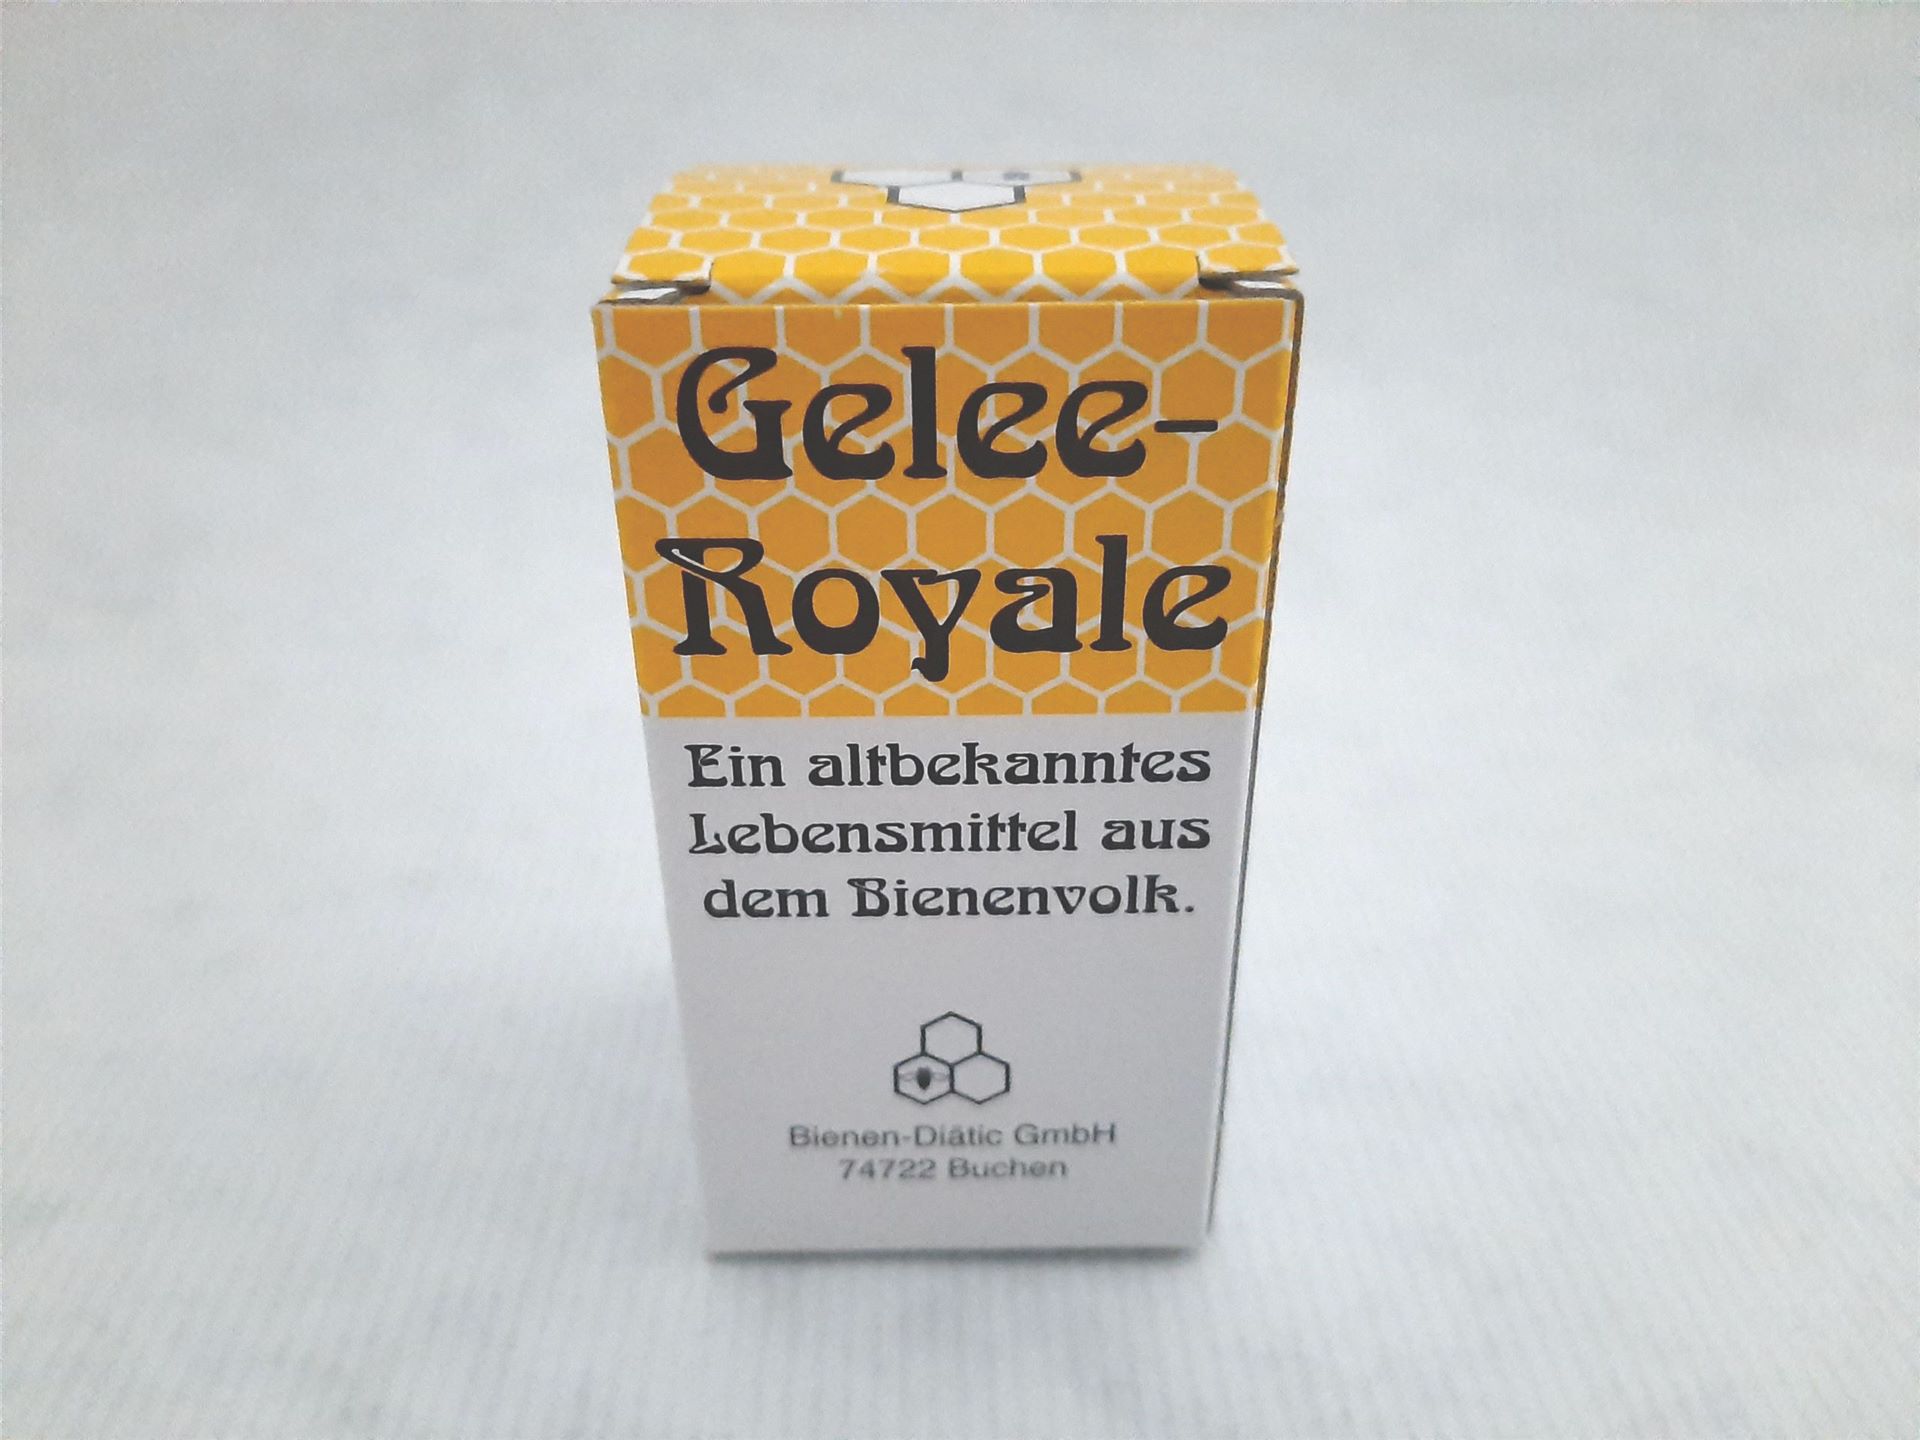 Gelee-
Royale
Ein altbekanntes
Lebensmittel aus
dem Bienenvolk.
Bienen-Diätic GmbH
74722 Buchen